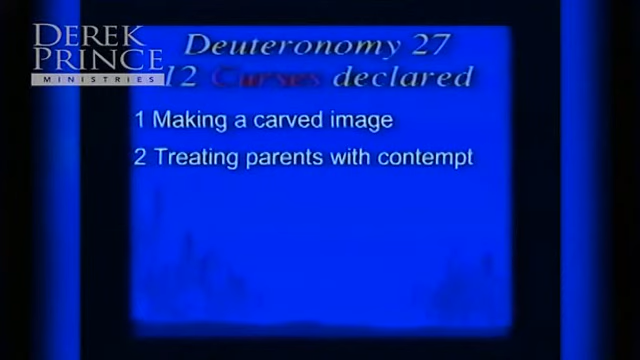 DEREK
PRINCE
MINISTRIES
Deuteronomy 27
12 Curses declared
1 Making a carved image
2 Treating parents with contempt